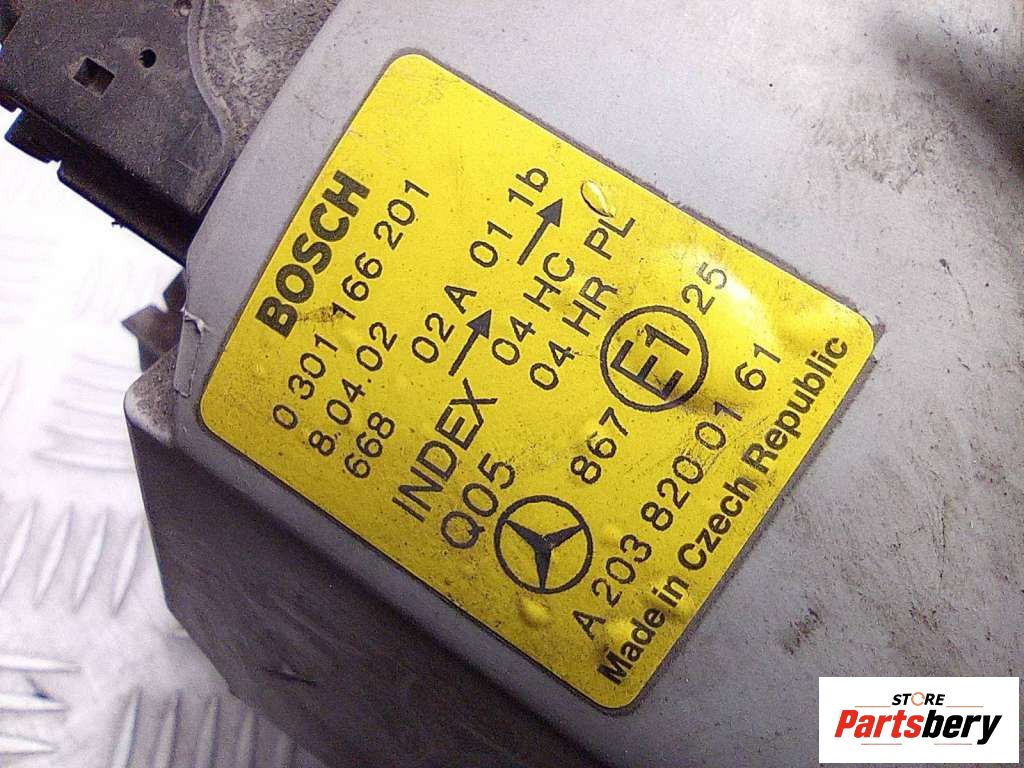 BOSCH
0 301 166 201
8.04.02
668 02 A 01 1b
INDEX
Q05 04 HC
04 HR PL
867 E1 25
A 203 820 01 61
Made in Czech Republic
STORE
Partsbery